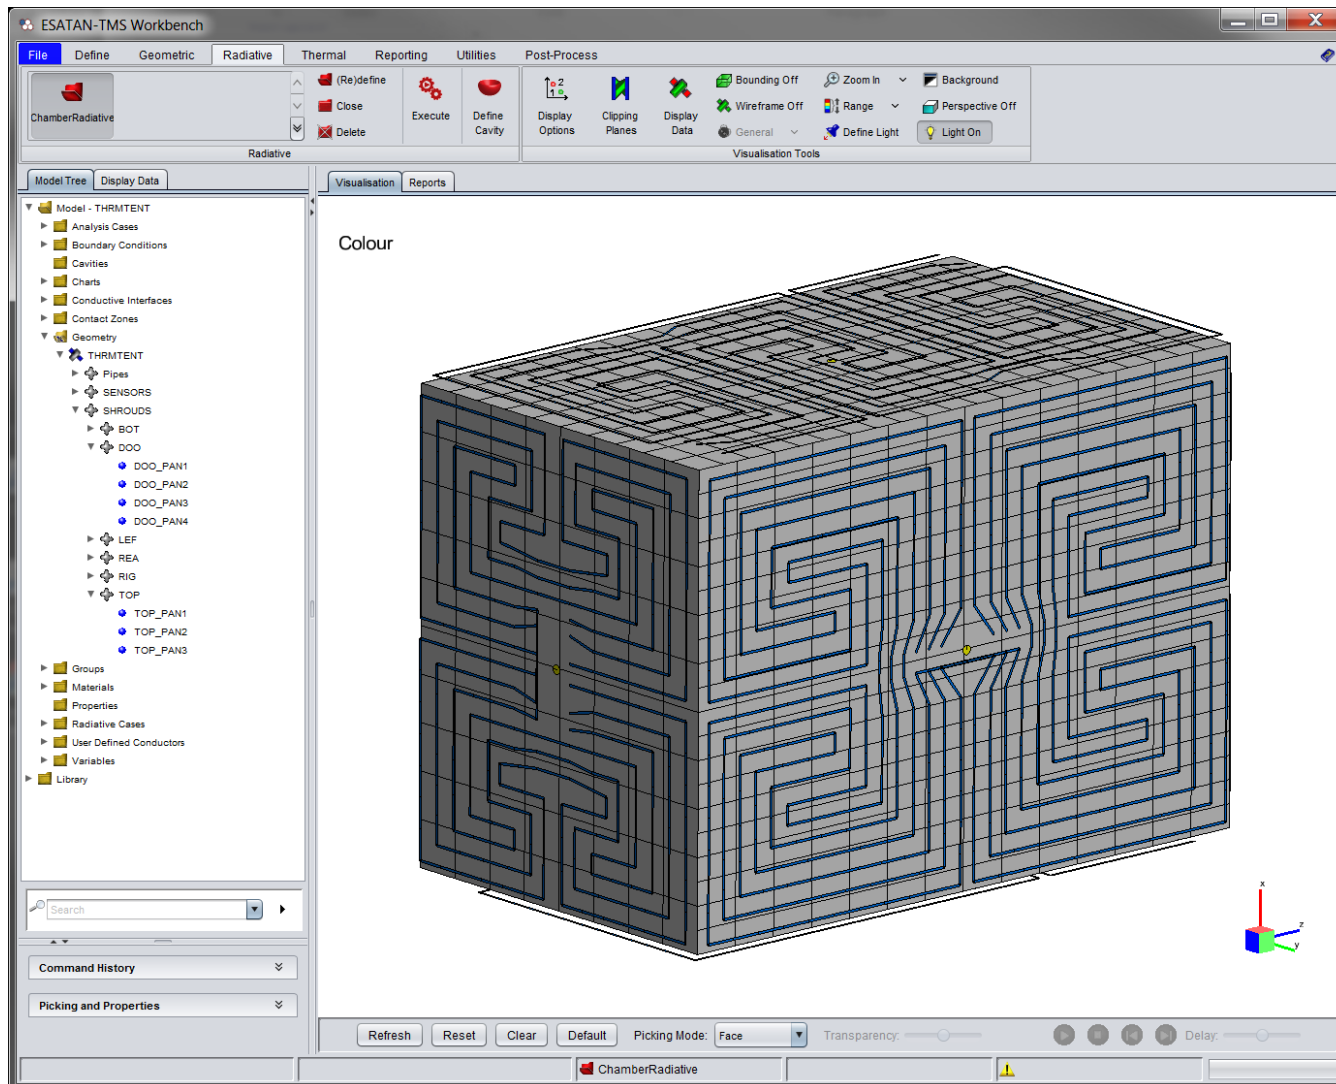 ESATAN-TMS Workbench
File Define Geometric Radiative Thermal Reporting Utilities Post-Process
ChamberRadiative
(Re)define
Close
Delete
Execute
Define
Cavity
Radiative
Display
Options
Clipping
Planes
Display
Data
Bounding Off
Wireframe Off
General
Zoom In
Range
Define Light
Background
Perspective Off
Light On
Visualisation Tools
Model Tree Display Data
Visualisation Reports
Model - THRMTENT
Analysis Cases
Boundary Conditions
Cavities
Charts
Conductive Interfaces
Contact Zones
Geometry
THRMTENT
Pipes
SENSORS
SHROUDS
BOT
DOO
DOO_PAN1
DOO_PAN2
DOO_PAN3
DOO_PAN4
LEF
REA
RIG
TOP
TOP_PAN1
TOP_PAN2
TOP_PAN3
Groups
Materials
Properties
Radiative Cases
User Defined Conductors
Variables
Library
Search
Command History
Picking and Properties
Colour
x
z
y
Refresh Reset Clear Default Picking Mode: Face Transparency: Delay:
ChamberRadiative